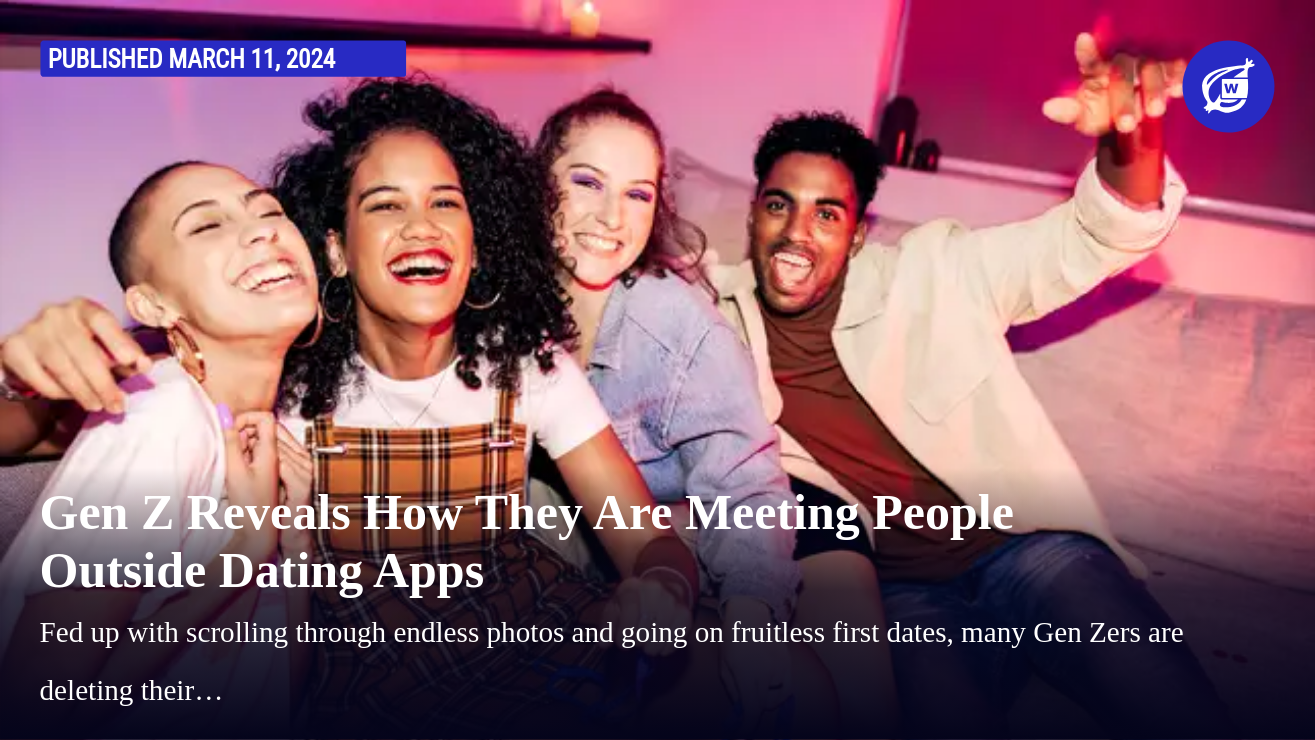 PUBLISHED MARCH 11, 2024
W
Gen Z Reveals How They Are Meeting People
Outside Dating Apps
Fed up with scrolling through endless photos and going on fruitless first dates, many Gen Zers are
deleting their…